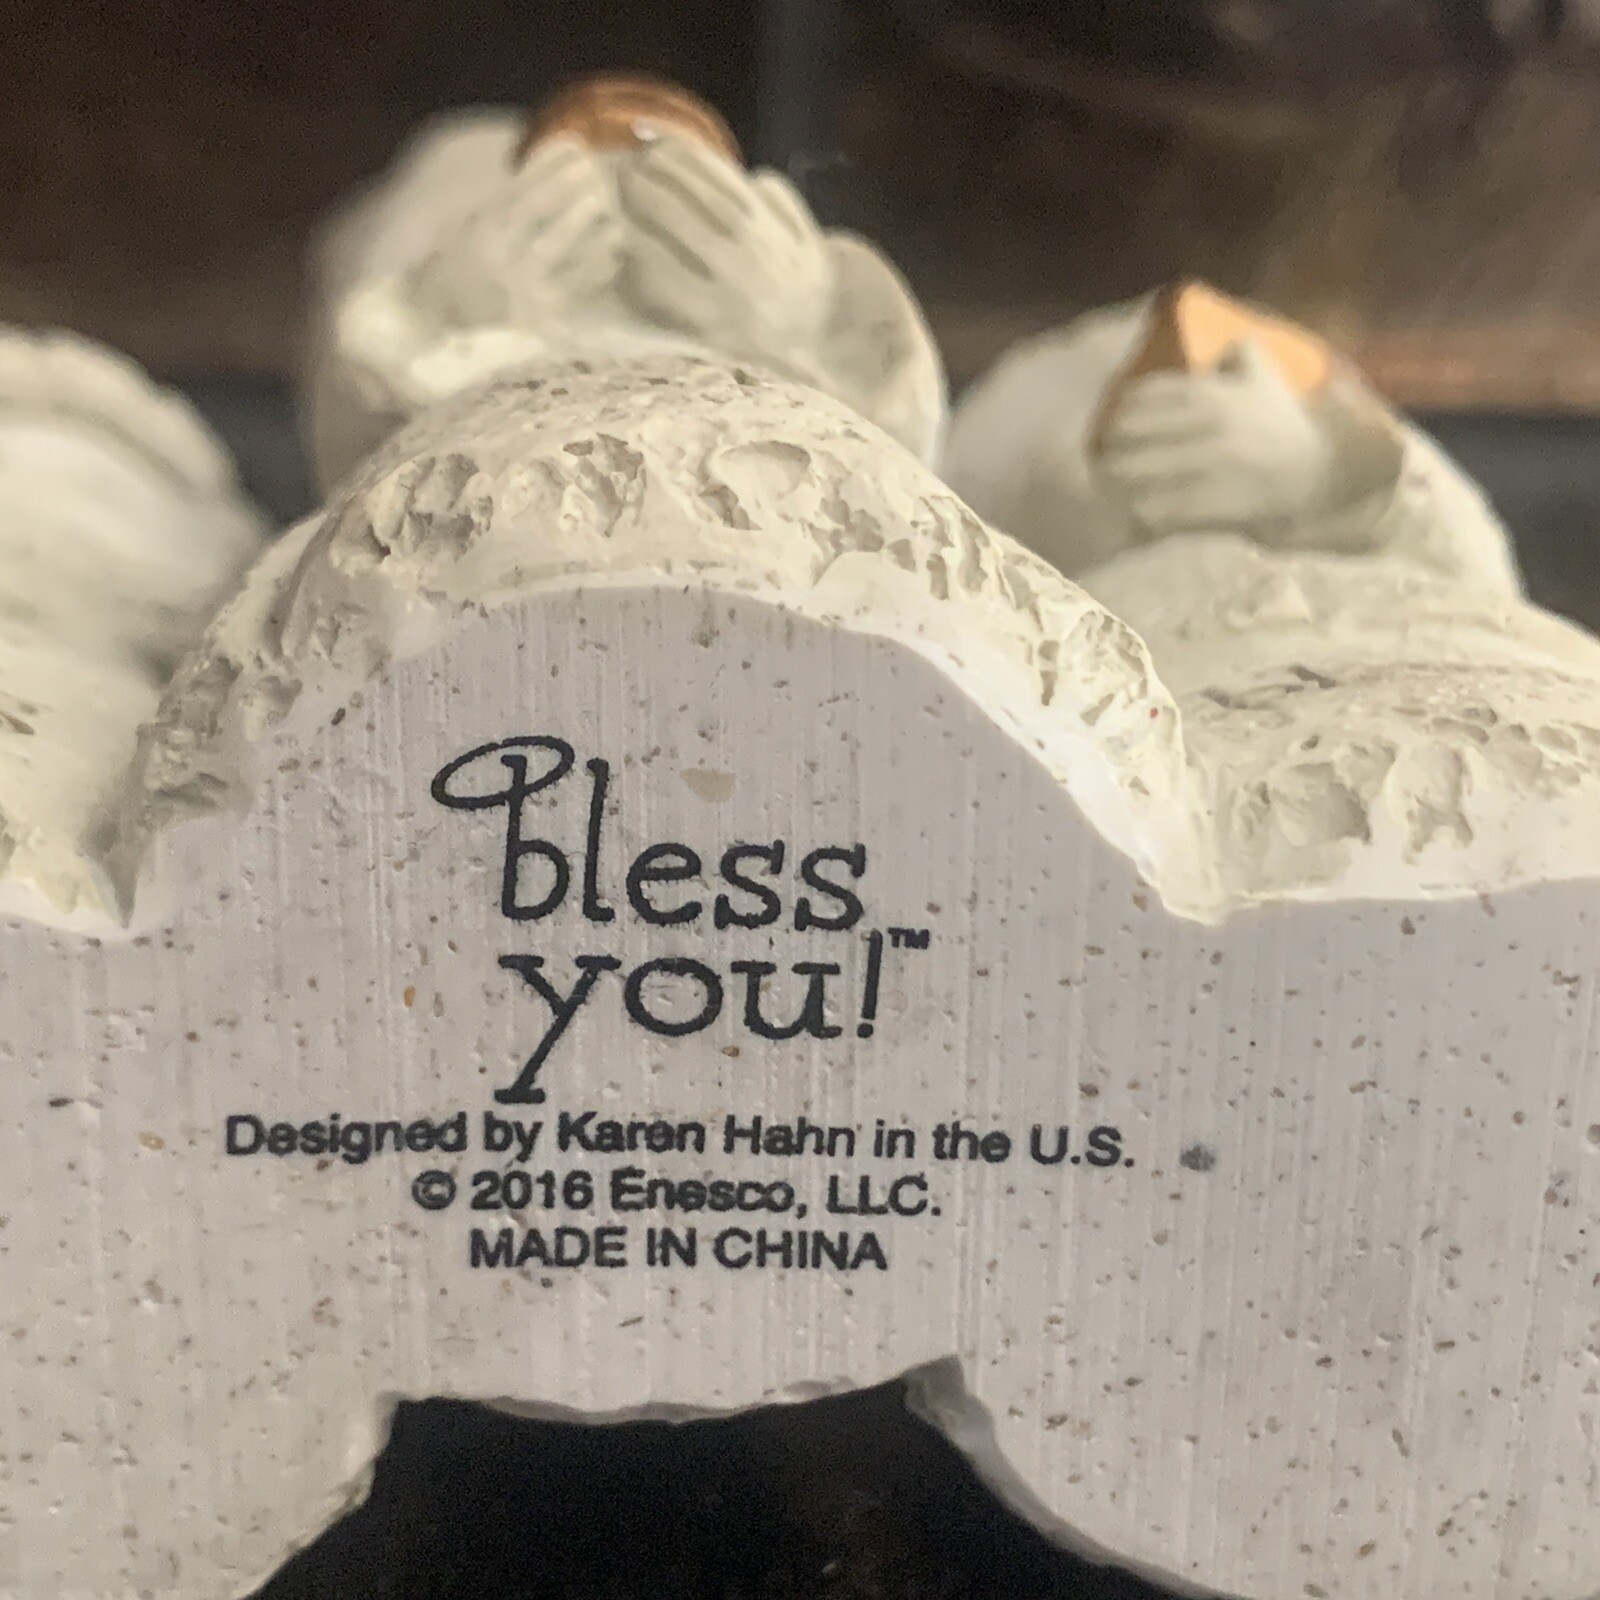 bless
you!™
Designed by Karen Hahn in the U.S.
© 2016 Enesco, LLC.
MADE IN CHINA